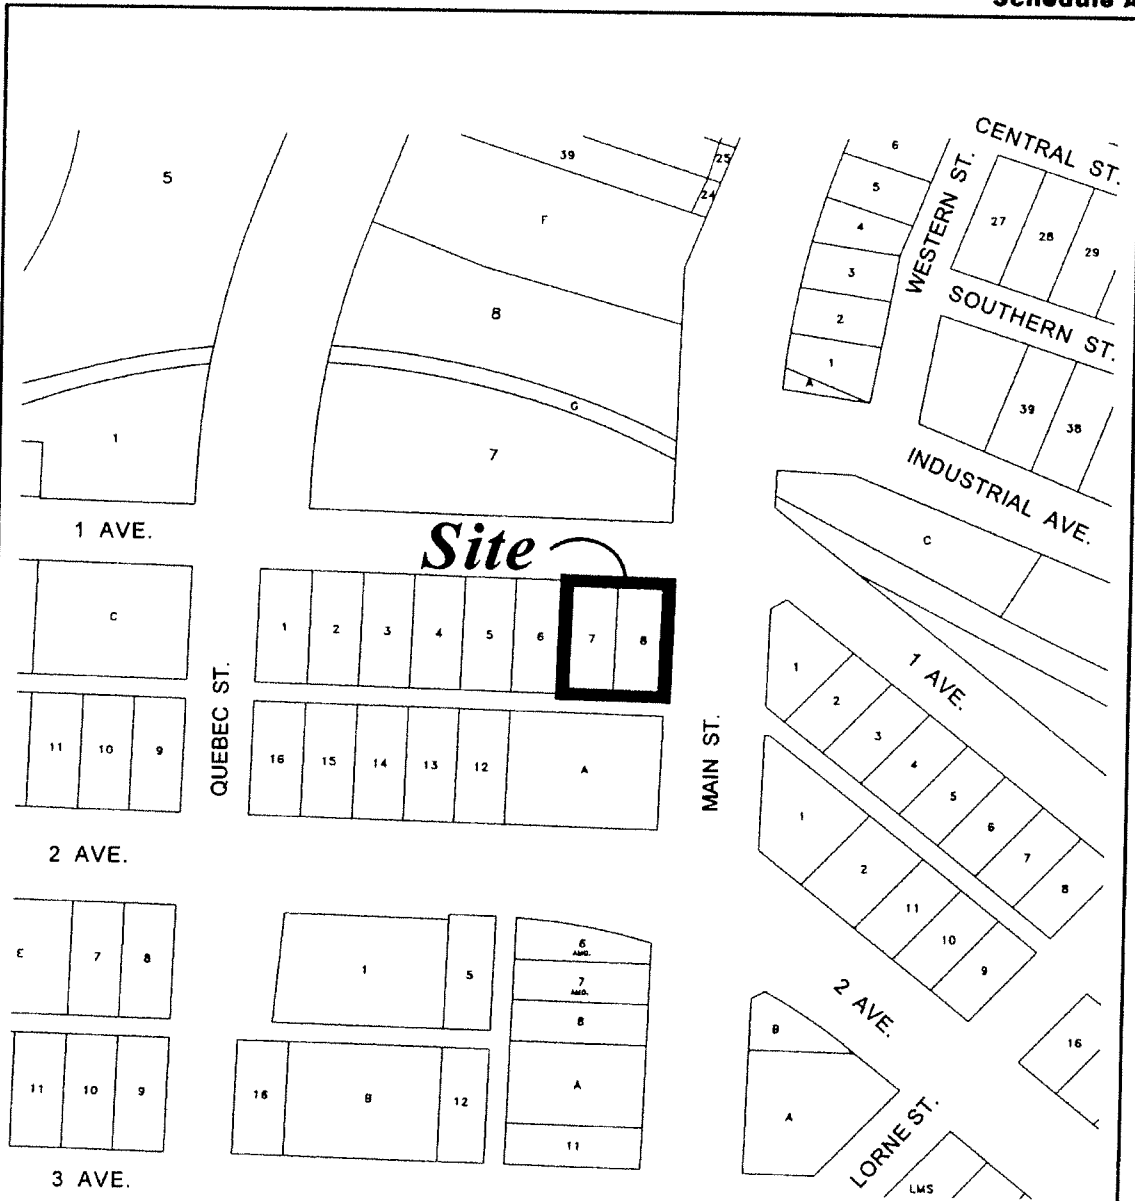 Schedule A
CENTRAL ST.
6
39
25
5
5
24
WESTERN ST.
27
28
29
F
4
3
8
2
SOUTHERN ST.
1
A
G
39
38
1
7
INDUSTRIAL AVE.
1 AVE.
Site
C
C
1
2
3
4
5
6
7
8
1 AVE.
1
2
3
4
5
6
7
8
QUEBEC ST.
MAIN ST.
11
10
9
16
15
14
13
12
A
1
2
11
10
9
2 AVE.
2 AVE.
E
7
8
1
5
6
AMD.
7
AMD.
8
A
11
B
A
16
11
10
9
16
B
12
LORNE ST.
LMS
3 AVE.